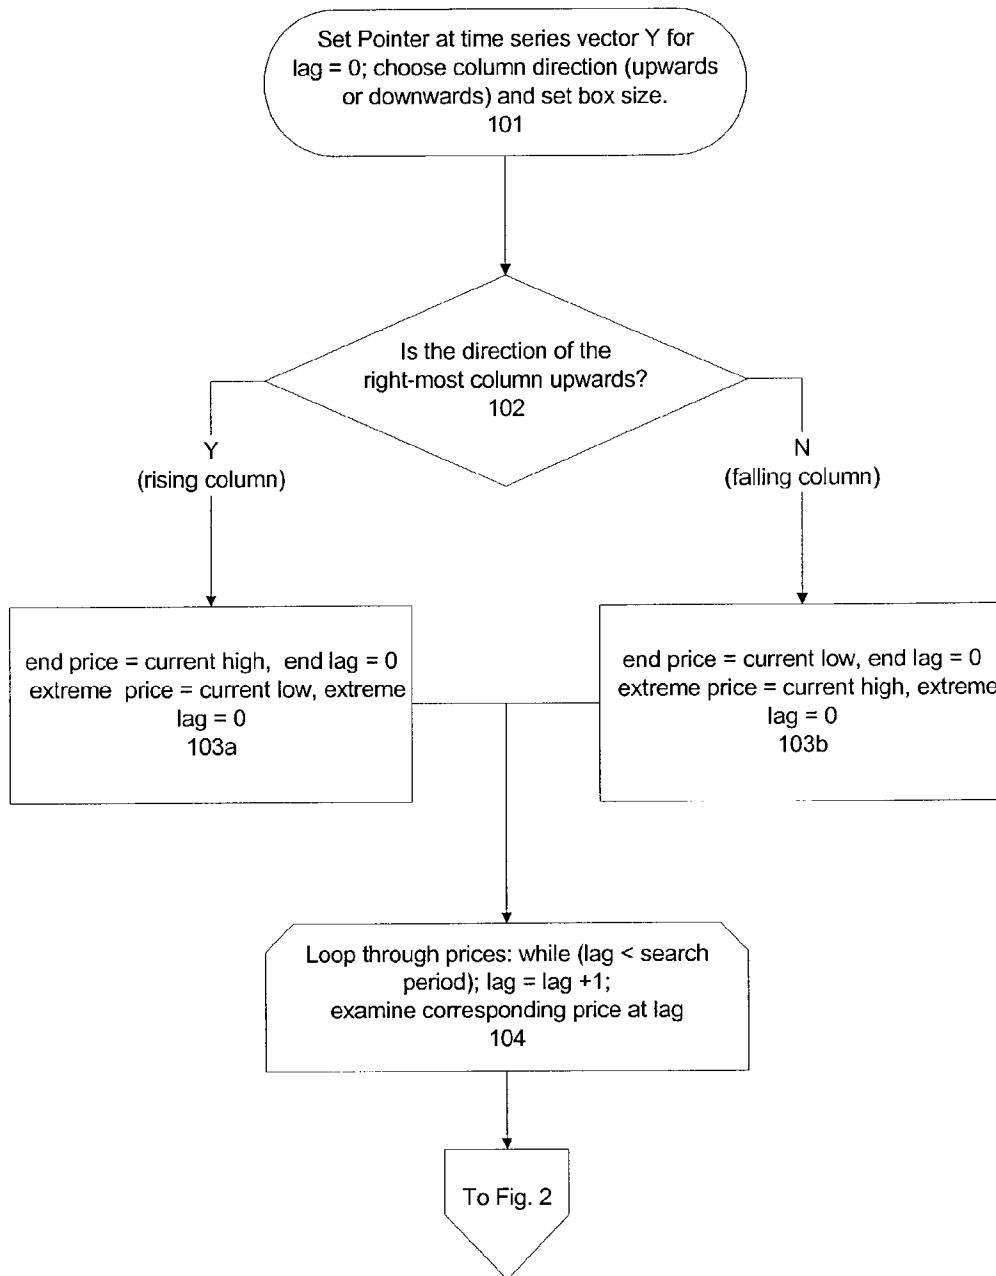 Set Pointer at time series vector Y for
lag = 0; choose column direction (upwards
or downwards) and set box size.
101
Is the direction of the
right-most column upwards?
102
Y
(rising column)
N
(falling column)
end price = current high, end lag = 0
extreme price = current low, extreme
lag = 0
103a
end price = current low, end lag = 0
extreme price = current high, extreme
lag = 0
103b
Loop through prices: while (lag < search
period); lag = lag +1;
examine corresponding price at lag
104
To Fig. 2